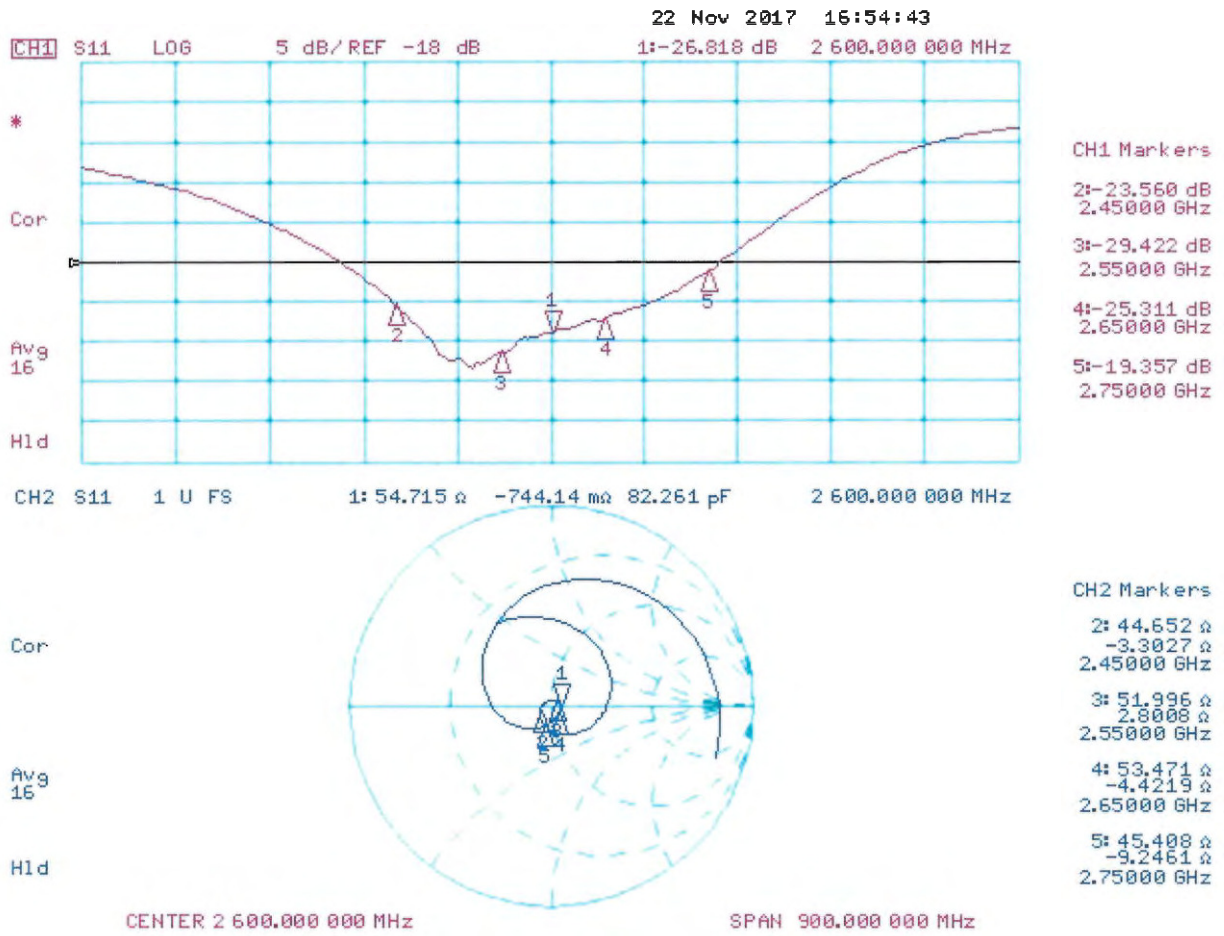 22 Nov 2017 16:54:43
CH1 S11 LOG 5 dB/REF -18 dB 1:-26.818 dB 2 600.000 000 MHz
*
Cor
Avg
16
Hld
CH1 Markers
2:-23.560 dB
2.45000 GHz
3:-29.422 dB
2.55000 GHz
4:-25.311 dB
2.65000 GHz
5:-19.357 dB
2.75000 GHz
1
2
3
4
5
CH2 S11 1 U FS 1: 54.715 Ω -744.14 mΩ 82.261 pF 2 600.000 000 MHz
Cor
Avg
16
Hld
1
4
5
CH2 Markers
2: 44.652 Ω
-3.3027 Ω
2.45000 GHz
3: 51.996 Ω
2.8008 Ω
2.55000 GHz
4: 53.471 Ω
-4.4219 Ω
2.65000 GHz
5: 45.408 Ω
-9.2461 Ω
2.75000 GHz
CENTER 2 600.000 000 MHz SPAN 900.000 000 MHz